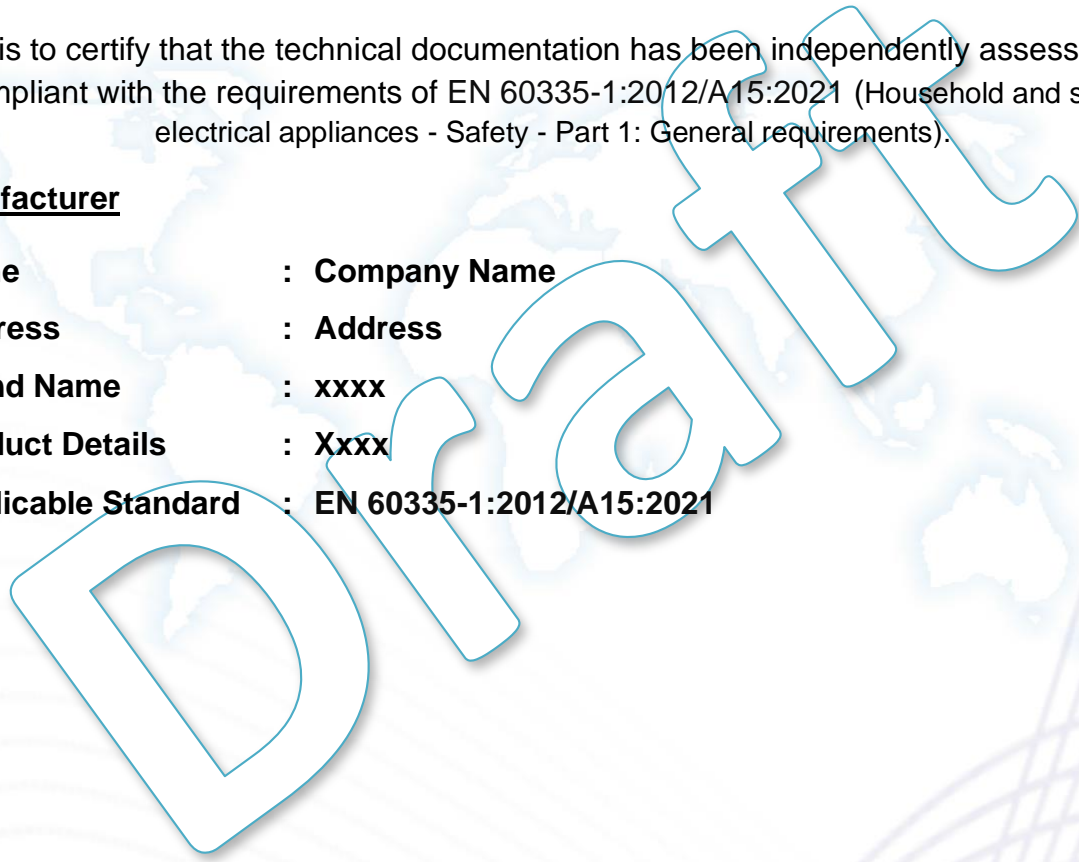 is to certify that the technical documentation has been independently assess
mpliant with the requirements of EN 60335-1:2012/A15:2021 (Household and s
electrical appliances - Safety - Part 1: General requirements).
facturer
e : Company Name
ress : Address
nd Name : xxxx
duct Details : Xxxx
licable Standard : EN 60335-1:2012/A15:2021
Draft